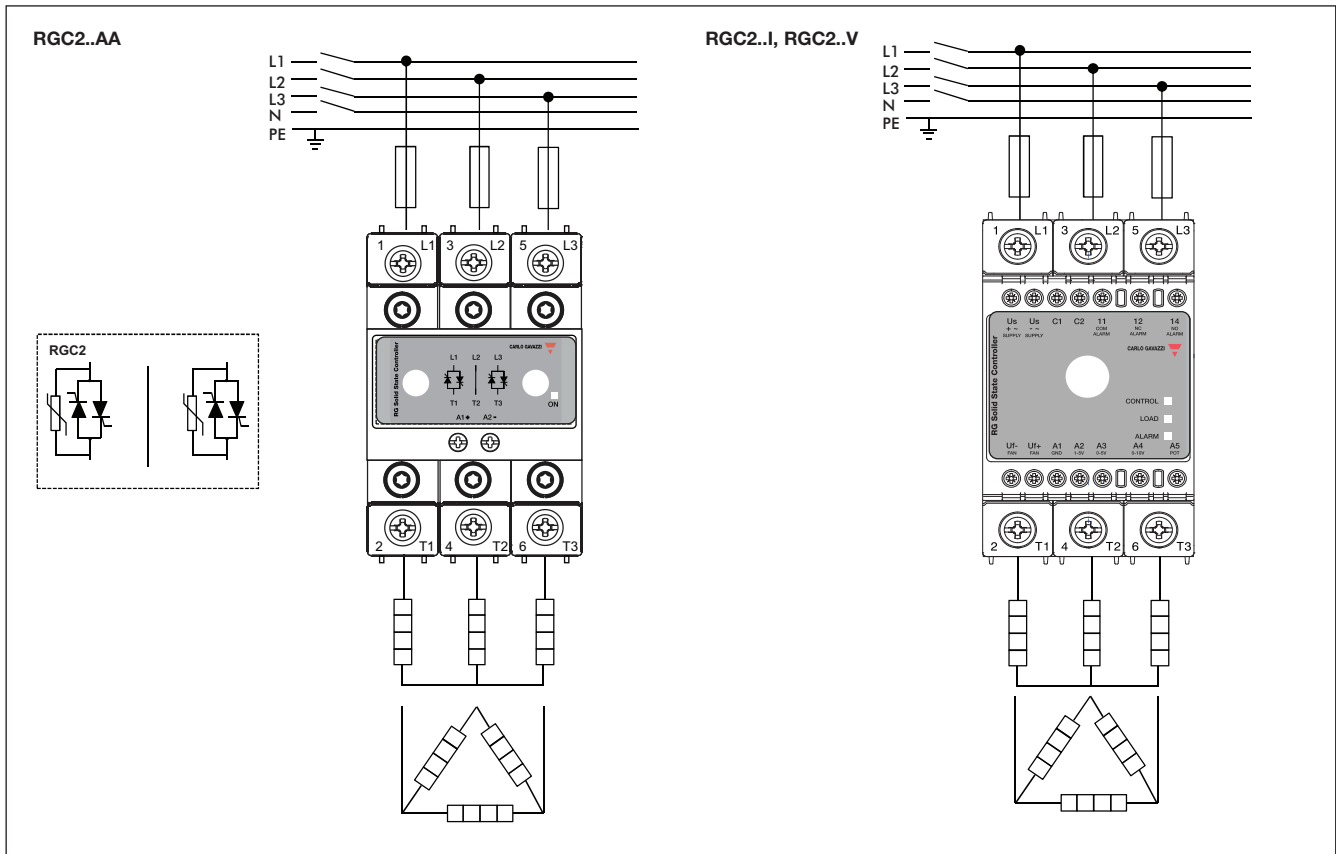 RGC2..AA
L1
L2
L3
N
PE
1 L1 3 L2 5 L3
RG Solid State Controller
CARLO GAVAZZI
L1 L2 L3
T1 T2 T3
ON
A1+ A2-
2 T1 4 T2 6 T3
RGC2
RGC2..I, RGC2..V
L1
L2
L3
N
PE
1 L1 3 L2 5 L3
Us Us C1 C2 11 12 14
+ ~ - ~ COM NC NO
SUPPLY SUPPLY ALARM ALARM ALARM
CARLO GAVAZZI
RG Solid State Controller
CONTROL
LOAD
ALARM
Uf- Uf+ A1 A2 A3 A4 A5
FAN FAN GND 1-5V 0-5V 0-10V POT
2 T1 4 T2 6 T3